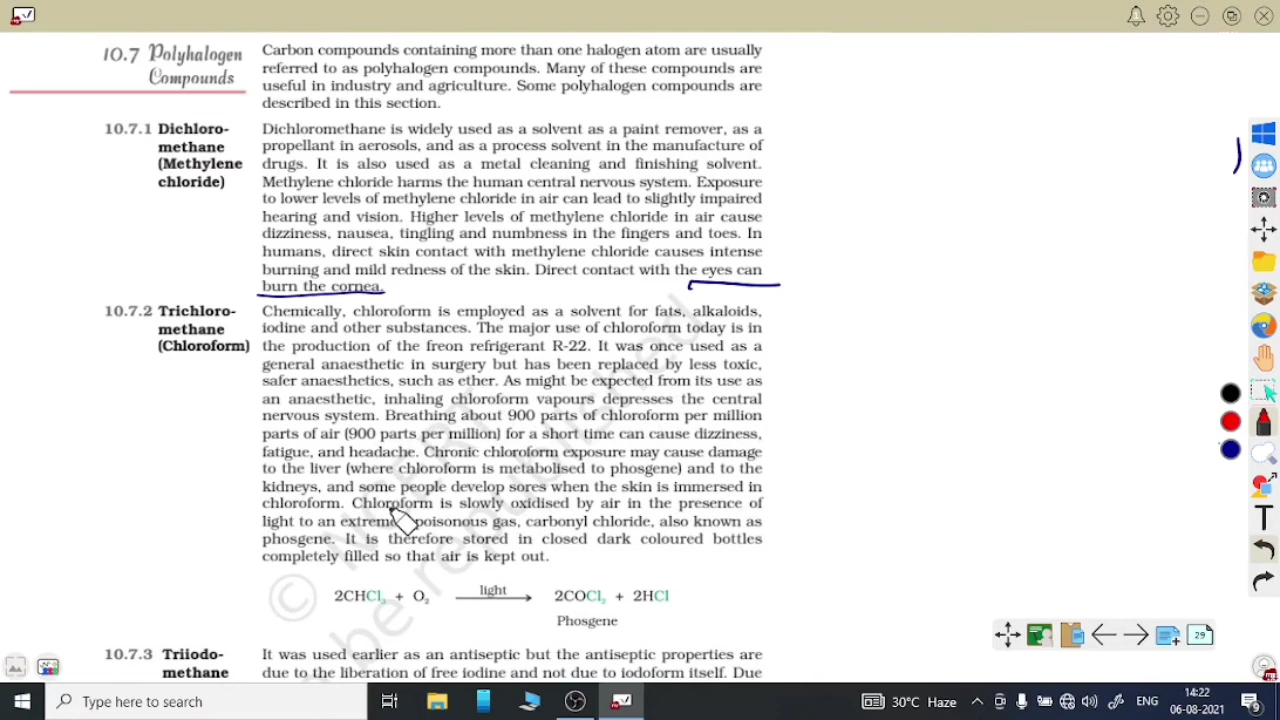 10.7 Polyhalogen
Compounds
Carbon compounds containing more than one halogen atom are usually
referred to as polyhalogen compounds. Many of these compounds are
useful in industry and agriculture. Some polyhalogen compounds are
described in this section.
10.7.1 Dichloro-
methane
(Methylene
chloride)
Dichloromethane is widely used as a solvent as a paint remover, as a
propellant in aerosols, and as a process solvent in the manufacture of
drugs. It is also used as a metal cleaning and finishing solvent.
Methylene chloride harms the human central nervous system. Exposure
to lower levels of methylene chloride in air can lead to slightly impaired
hearing and vision. Higher levels of methylene chloride in air cause
dizziness, nausea, tingling and numbness in the fingers and toes. In
humans, direct skin contact with methylene chloride causes intense
burning and mild redness of the skin. Direct contact with the eyes can
burn the cornea.
10.7.2 Trichloro-
methane
(Chloroform)
Chemically, chloroform is employed as a solvent for fats, alkaloids,
iodine and other substances. The major use of chloroform today is in
the production of the freon refrigerant R-22. It was once used as a
general anaesthetic in surgery but has been replaced by less toxic,
safer anaesthetics, such as ether. As might be expected from its use as
an anaesthetic, inhaling chloroform vapours depresses the central
nervous system. Breathing about 900 parts of chloroform per million
parts of air (900 parts per million) for a short time can cause dizziness,
fatigue, and headache. Chronic chloroform exposure may cause damage
to the liver (where chloroform is metabolised to phosgene) and to the
kidneys, and some people develop sores when the skin is immersed in
chloroform. Chloroform is slowly oxidised by air in the presence of
light to an extremely poisonous gas, carbonyl chloride, also known as
phosgene. It is therefore stored in closed dark coloured bottles
completely filled so that air is kept out.
2CHCl₃ + O₂ light → 2COCl₂ + 2HCl
Phosgene
10.7.3 Triiodo-
methane
It was used earlier as an antiseptic but the antiseptic properties are
due to the liberation of free iodine and not due to iodoform itself. Due
© NCERT
be republished
T
29
Type here to search
30°C Haze
ENG
14:22
06-08-2021
9